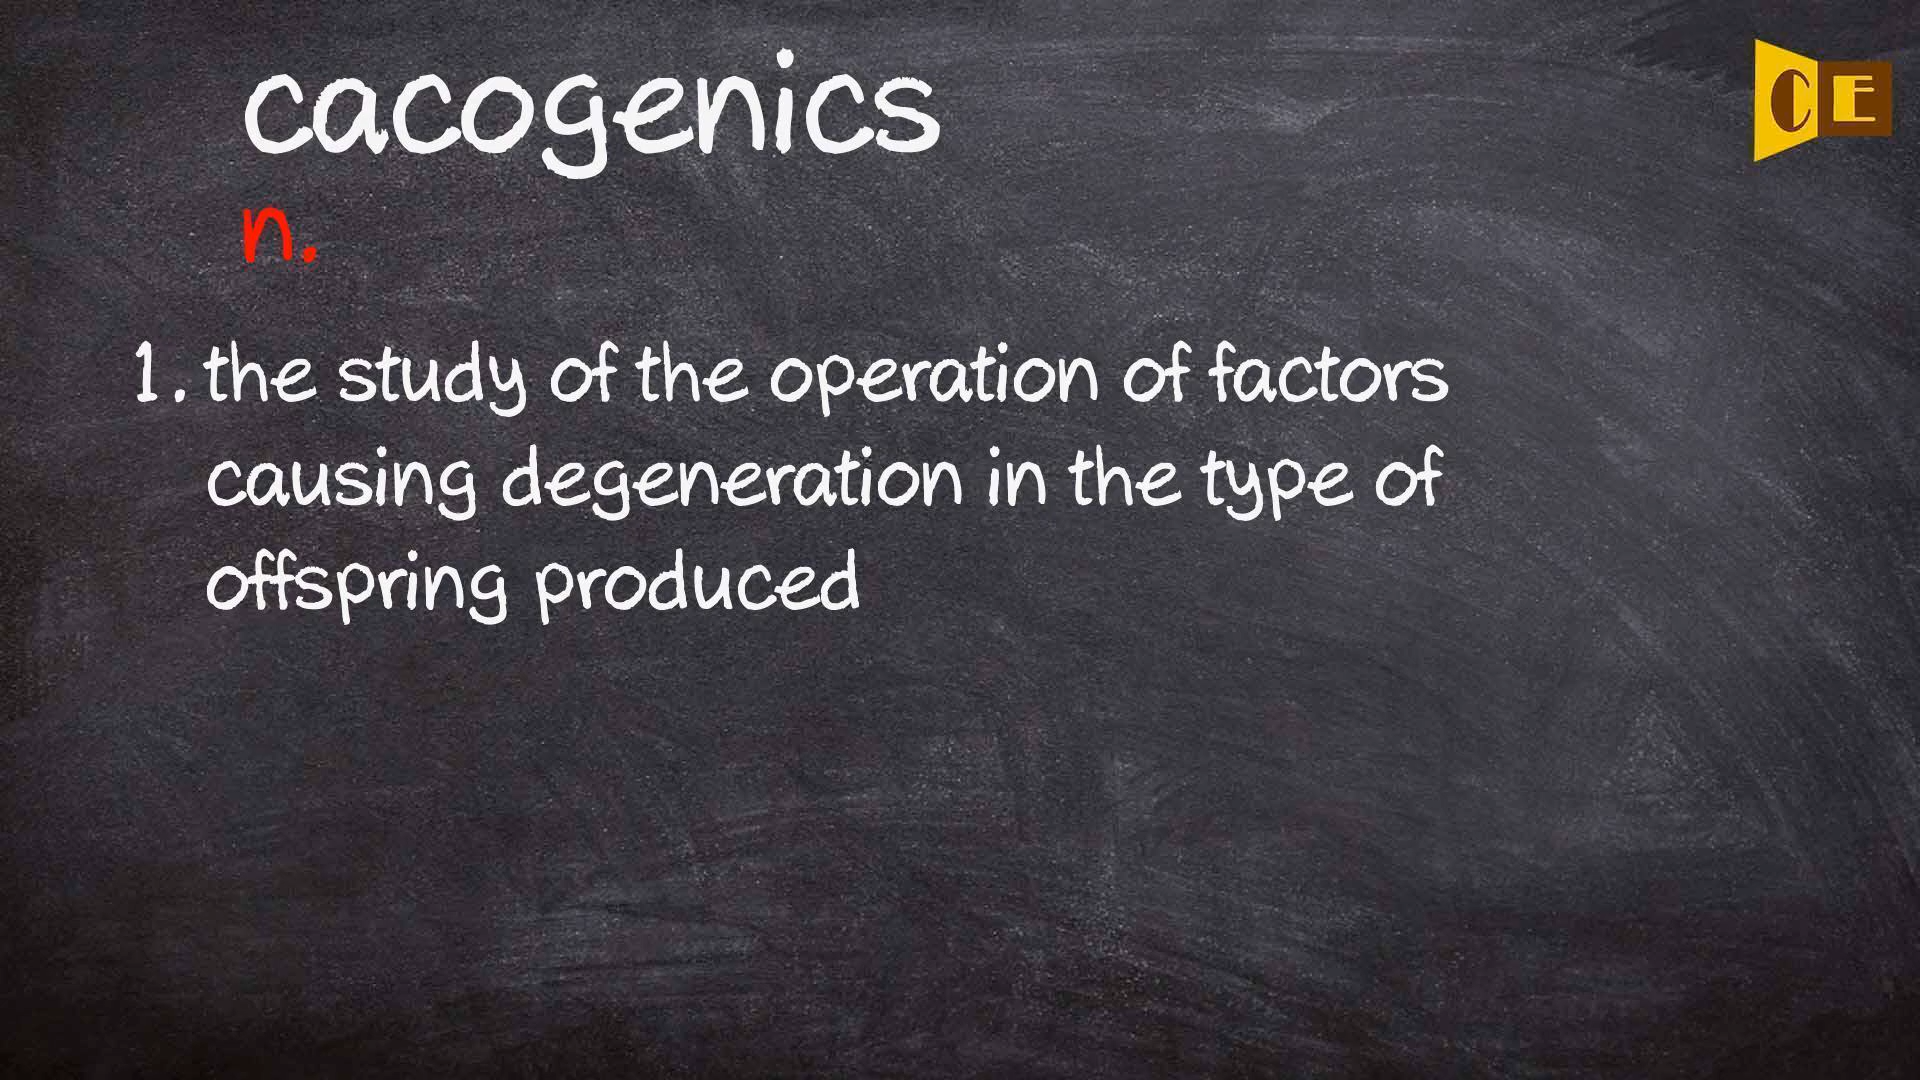 cacogenics
CE
n.
1. the study of the operation of factors
causing degeneration in the type of
offspring produced